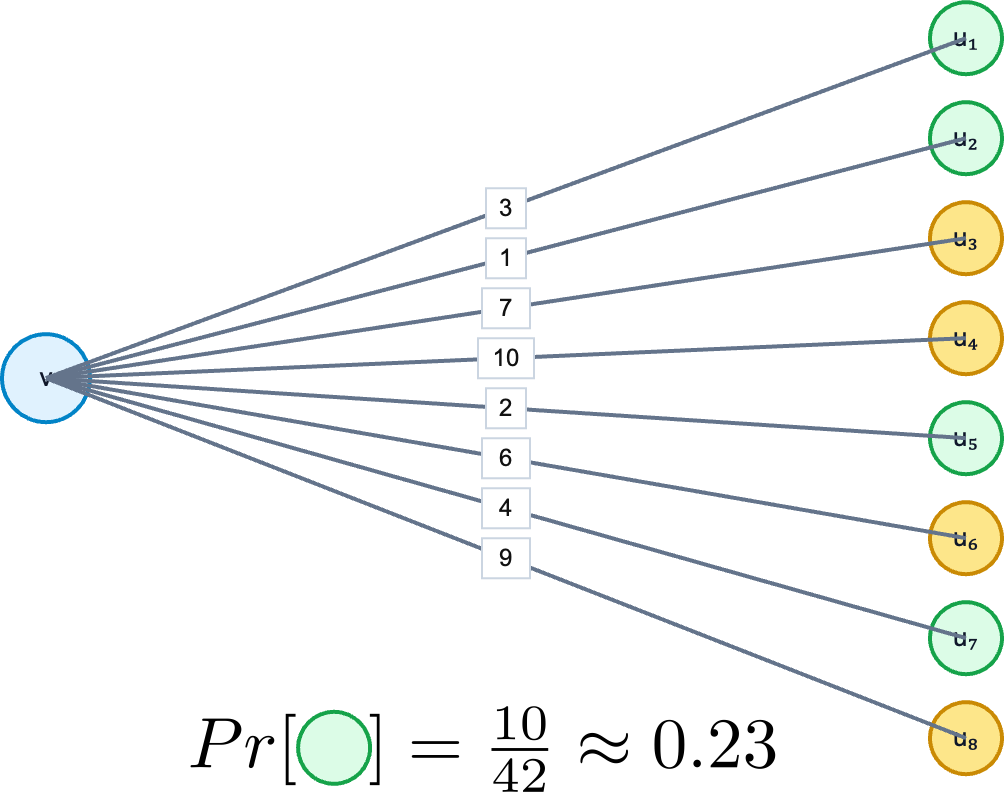 u₁
u₂
3
1
u₃
7
u₄
10
v
2
u₅
6
4
u₆
9
u₇
Pr[ ] = 10/42 ≈ 0.23
u₈